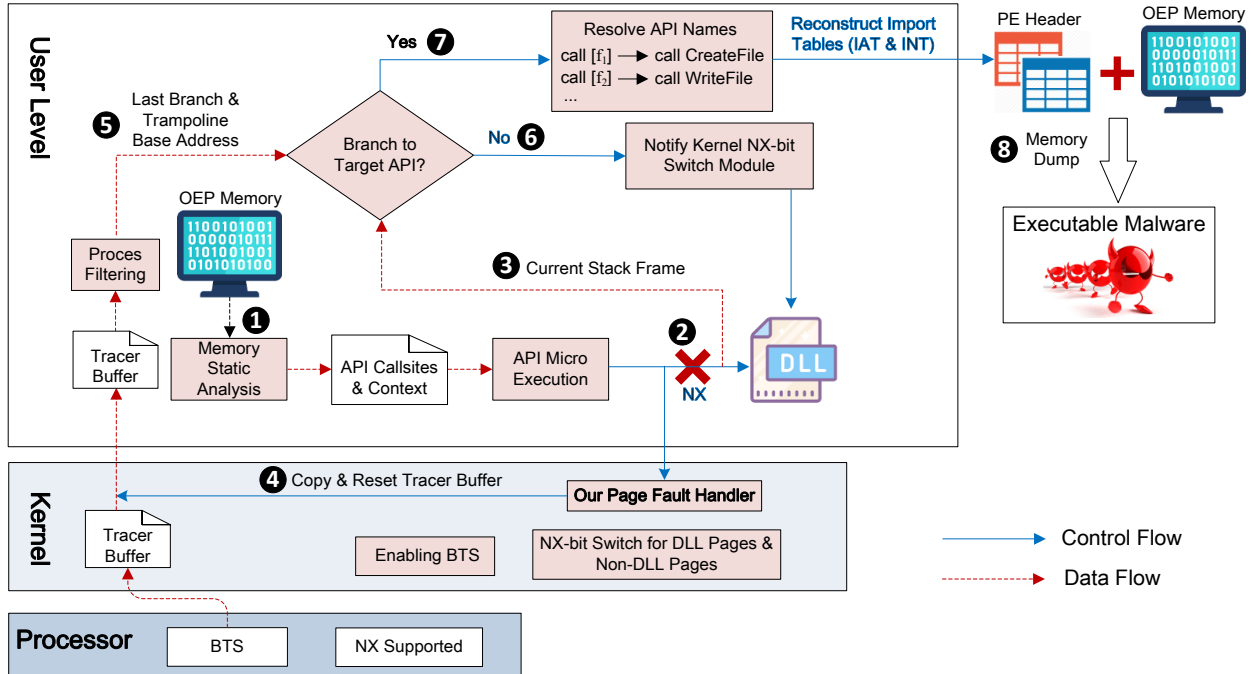 User Level
Yes 7
Resolve API Names
call [f₁] call CreateFile
call [f₂] call WriteFile
...
Reconstruct Import
Tables (IAT & INT)
PE Header
OEP Memory
1100101001
0000010111
1101001001
0101010100
8 Memory
Dump
Executable Malware
5
Last Branch &
Trampoline
Base Address
Branch to
Target API?
No 6
Notify Kernel NX-bit
Switch Module
OEP Memory
1100101001
0000010111
1101001001
0101010100
Proces
Filtering
3 Current Stack Frame
1
Tracer
Buffer
Memory
Static
Analysis
API Callsites
& Context
API Micro
Execution
2
NX
DLL
Kernel
4 Copy & Reset Tracer Buffer
Our Page Fault Handler
Tracer
Buffer
Enabling BTS
NX-bit Switch for DLL Pages &
Non-DLL Pages
Control Flow
Data Flow
Processor
BTS
NX Supported